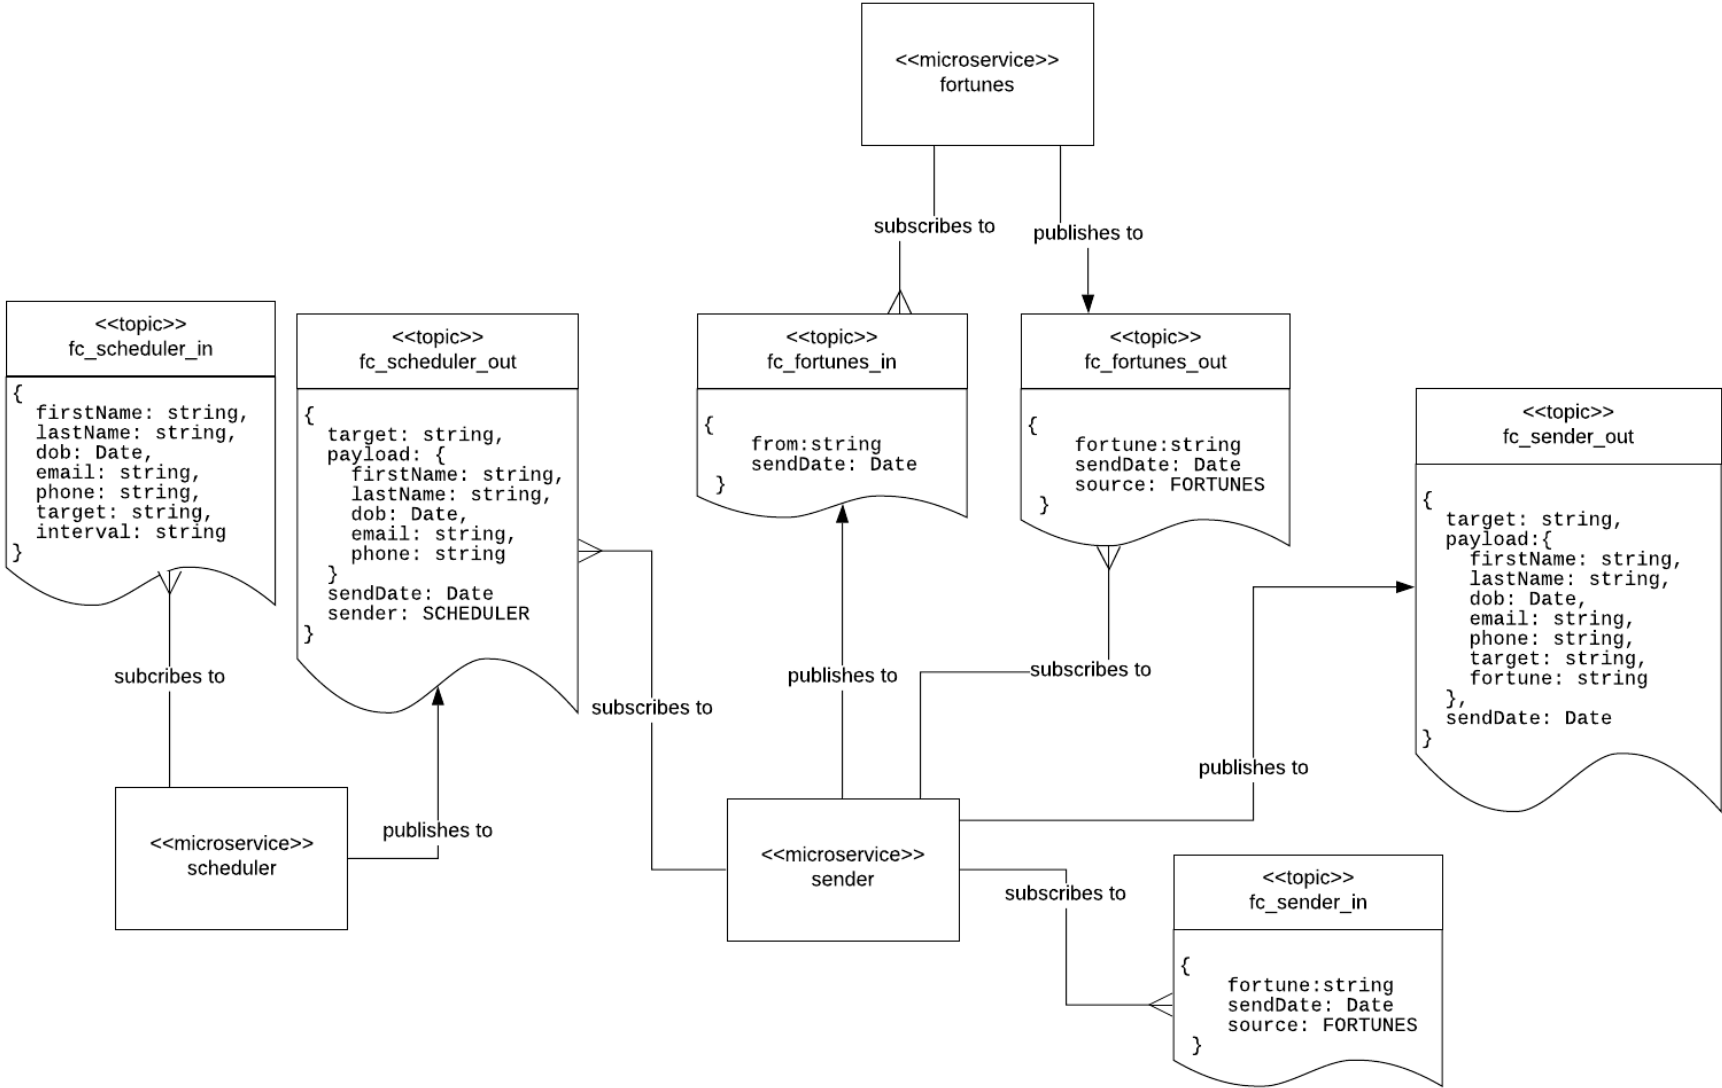 <<microservice>>
fortunes
subscribes to
publishes to
<<topic>>
fc_scheduler_in
{
  firstName: string,
  lastName: string,
  dob: Date,
  email: string,
  phone: string,
  target: string,
  interval: string
}
<<topic>>
fc_scheduler_out
{
  target: string,
  payload: {
    firstName: string,
    lastName: string,
    dob: Date,
    email: string,
    phone: string
  }
  sendDate: Date
  sender: SCHEDULER
}
<<topic>>
fc_fortunes_in
{
    from:string
    sendDate: Date
 }
<<topic>>
fc_fortunes_out
{
    fortune:string
    sendDate: Date
    source: FORTUNES
 }
<<topic>>
fc_sender_out
{
  target: string,
  payload:{
    firstName: string,
    lastName: string,
    dob: Date,
    email: string,
    phone: string,
    target: string,
    fortune: string
  },
  sendDate: Date
}
subcribes to
publishes to
subscribes to
publishes to
subscribes to
publishes to
<<microservice>>
scheduler
<<microservice>>
sender
subscribes to
<<topic>>
fc_sender_in
{
    fortune:string
    sendDate: Date
    source: FORTUNES
 }